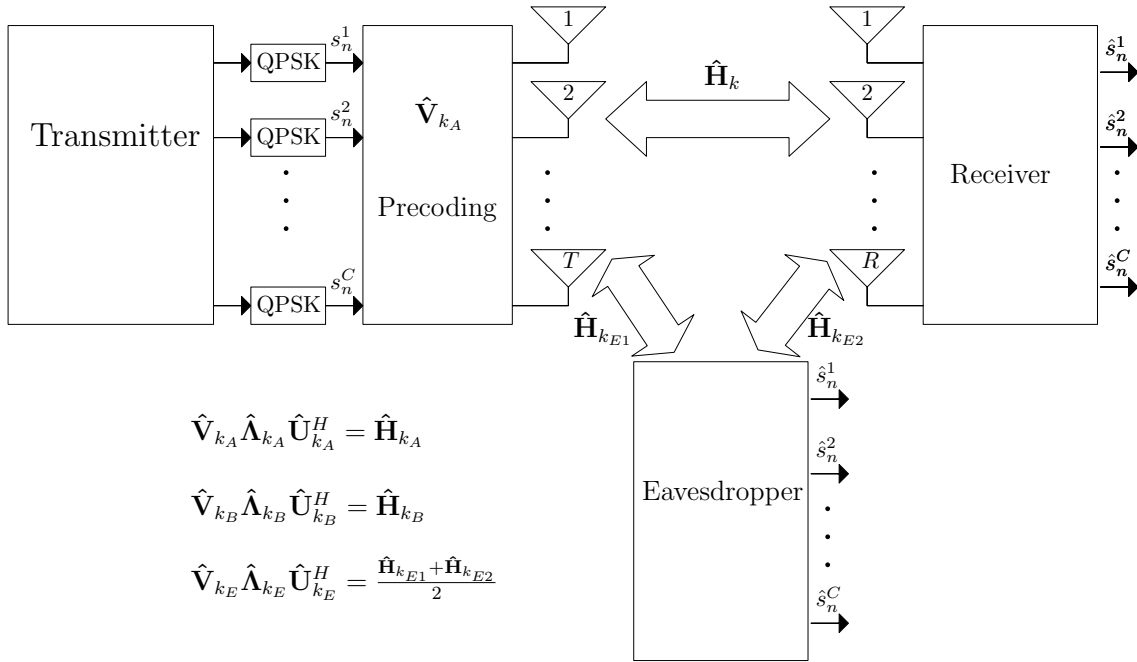 Transmitter
QPSK
QPSK
QPSK
s_n^1
s_n^2
s_n^C
V̂_{k_A}
Precoding
1
2
T
Ĥ_k
1
2
R
Receiver
ŝ_n^1
ŝ_n^2
ŝ_n^C
Ĥ_{k_{E1}}
Ĥ_{k_{E2}}
Eavesdropper
ŝ_n^1
ŝ_n^2
ŝ_n^C
V̂_{k_A} Λ̂_{k_A} Û_{k_A}^H = Ĥ_{k_A}
V̂_{k_B} Λ̂_{k_B} Û_{k_B}^H = Ĥ_{k_B}
V̂_{k_E} Λ̂_{k_E} Û_{k_E}^H = \frac{Ĥ_{k_{E1}} + Ĥ_{k_{E2}}}{2}